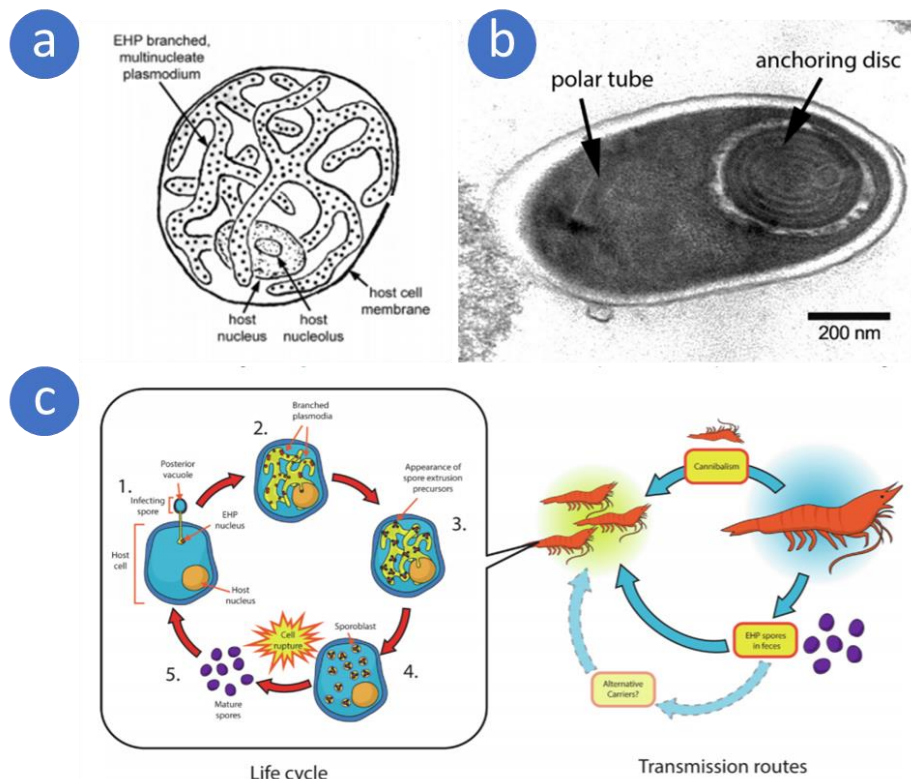 a
EHP branched,
multinucleate
plasmodium
host
nucleus
host
nucleolus
host cell
membrane
b
polar tube
anchoring disc
200 nm
c
1.
Posterior
vacuole
Infecting
spore
EHP
nucleus
Host
cell
Host
nucleus
2.
Branched
plasmodia
Appearance of
spore extrusion
precursors
3.
Sporoblast
4.
Cell
rupture
5.
Mature
spores
Life cycle
Cannibalism
EHP spores
in feces
Alternative
Carriers?
Transmission routes